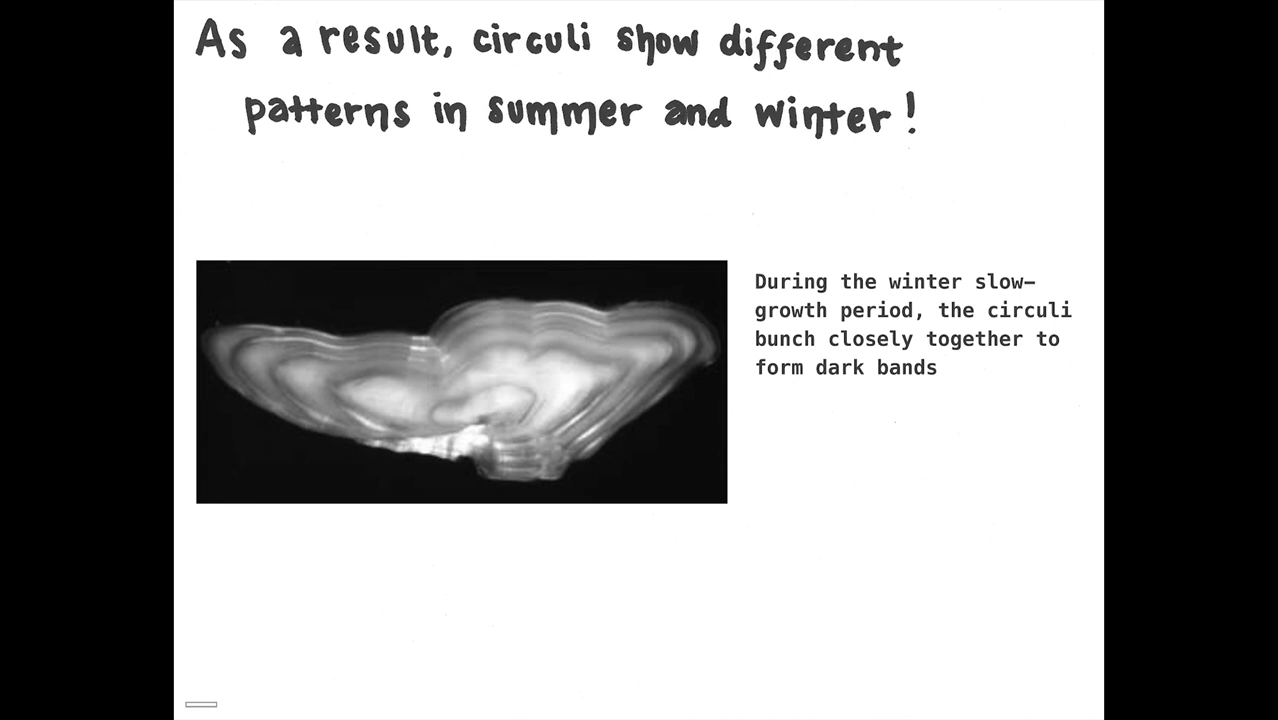 As a result, circuli show different
patterns in summer and winter!
During the winter slow-
growth period, the circuli
bunch closely together to
form dark bands